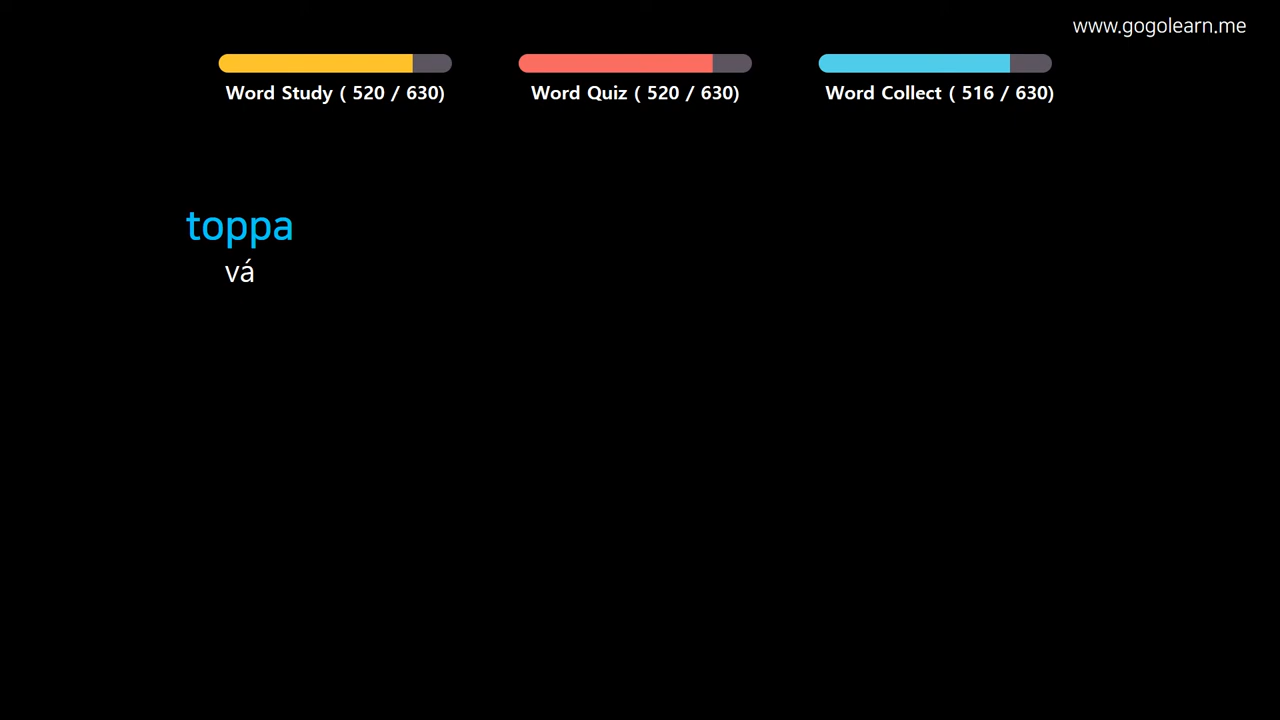 www.gogolearn.me
Word Study ( 520 / 630)
Word Quiz ( 520 / 630)
Word Collect ( 516 / 630)
toppa
vá